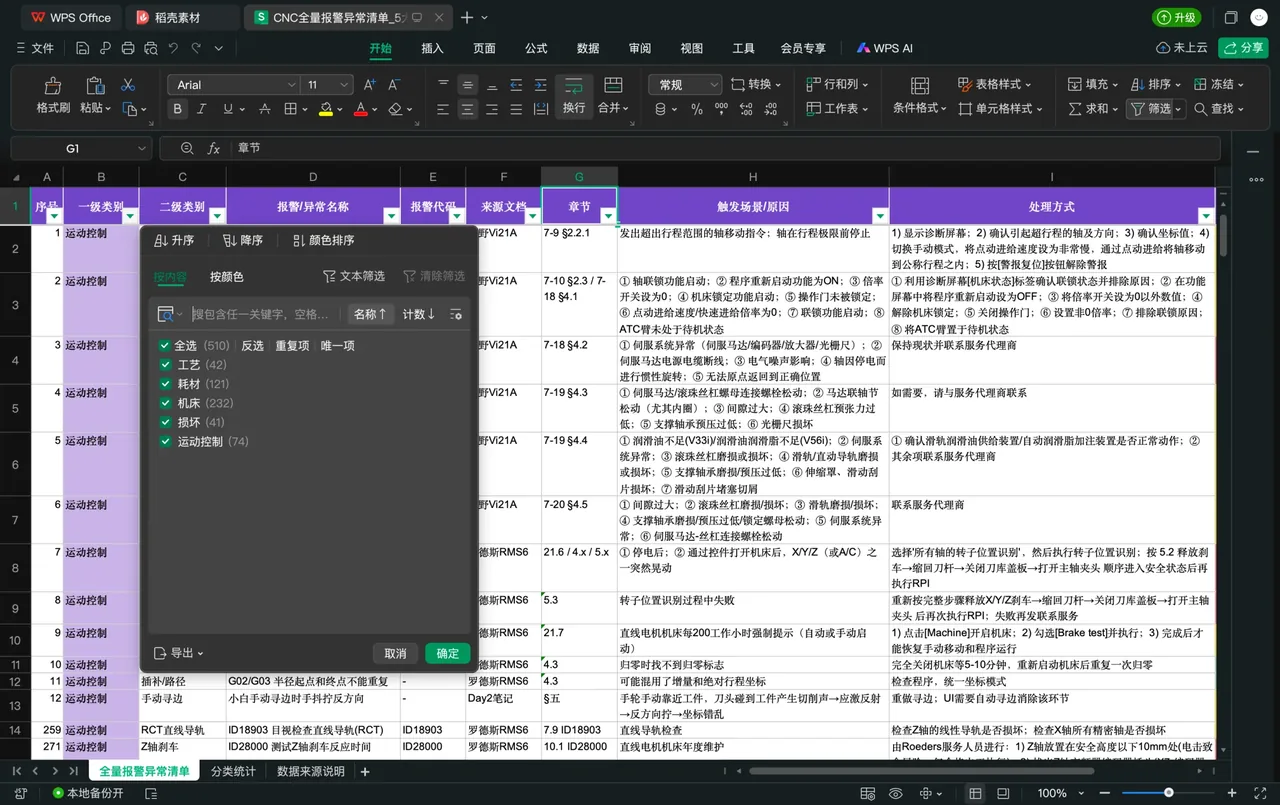 WPS Office
稻壳素材
CNC全量报警异常清单_5
升级
文件
开始 插入 页面 公式 数据 审阅 视图 工具 会员专享 WPS AI
未上云
分享
格式刷 粘贴
Arial 11
换行 合并
常规
转换
行和列
工作表
条件格式
表格样式
单元格样式
填充 排序 冻结
求和 筛选 查找
G1
章节
A B C D E F G H I
1 序号 一级类别 二级类别 报警/异常名称 报警代码 来源文档 章节 触发场景/原因 处理方式
2 1 运动控制 野Vi21A 7-9 §2.2.1 发出超出行程范围的轴移动指令；轴在行程极限前停止
1) 显示诊断屏幕；2) 确认引起超行程的轴及方向；3) 确认坐标值；4)
切换手动模式，将点动进给速度设为非常慢，通过点动进给将轴移动
到公称行程之内；5) 按[警报复位]按钮解除警报
3 2 运动控制 野Vi21A 7-10 §2.3 / 7-
18 §4.1
① 轴联锁功能启动；② 程序重新启动功能为ON；③ 倍率
开关设为0；④ 机床锁定功能启动；⑤ 操作门未被锁定；
⑥ 点动进给速度/快速进给倍率为0；⑦ 联锁功能启动；⑧
ATC臂未处于待机状态
① 利用诊断屏幕[机床状态]标签确认联锁状态并排除原因；② 在功能
屏幕中将程序重新启动设为OFF；③ 将倍率开关设为0以外数值；④
解除机床锁定；⑤ 关闭操作门；⑥ 设置非0倍率；⑦ 排除联锁原因；
⑧ 将ATC臂置于待机状态
4 3 运动控制 野Vi21A 7-18 §4.2
① 伺服系统异常（伺服马达/编码器/放大器/光栅尺）；②
伺服马达电源电缆断线；③ 电气噪声影响；④ 轴因停电而
进行惯性旋转；⑤ 无法原点返回到正确位置
保持现状并联系服务代理商
5 4 运动控制 野Vi21A 7-19 §4.3
① 伺服马达/滚珠丝杠螺母连接螺栓松动；② 马达联轴节
松动（尤其内圈）；③ 间隙过大；④ 滚珠丝杠预张力过
低；⑤ 支撑轴承预压过低；⑥ 光栅尺损坏
如需要，请与服务代理商联系
6 5 运动控制 野Vi21A 7-19 §4.4
① 润滑油不足(V33i)/润滑油润滑脂不足(V56i)；② 伺服系
统异常；③ 滚珠丝杠磨损或损坏；④ 滑轨/直动导轨磨损
或损坏；⑤ 支撑轴承磨损/预压过低；⑥ 伸缩罩、滑动刮
片损坏；⑦ 滑动刮片堵塞切屑
① 确认滑轨润滑油供给装置/自动润滑脂加注装置是否正常动作；②
其余项联系服务代理商
7 6 运动控制 野Vi21A 7-20 §4.5
① 间隙过大；② 滚珠丝杠磨损/损坏；③ 滑轨磨损/损坏；
④ 支撑轴承磨损/预压过低/锁定螺母松动；⑤ 伺服系统异
常；⑥ 伺服马达-丝杠连接螺栓松动
联系服务代理商
8 7 运动控制 罗德斯RMS6 21.6 / 4.x / 5.x
① 停电后；② 通过控件打开机床后，X/Y/Z（或A/C）之
一突然晃动
选择'所有轴的转子位置识别'，然后执行转子位置识别；按 5.2 释放刹
车→缩回刀杆→关闭刀库盖板→打开主轴夹头 顺序进入安全状态后再
执行RPI
9 8 运动控制 罗德斯RMS6 5.3 转子位置识别过程中失败
重新按完整步骤释放X/Y/Z刹车→缩回刀杆→关闭刀库盖板→打开主轴
夹头 后再次执行RPI；失败再发联系服务
10 9 运动控制 罗德斯RMS6 21.7
直线电机机床每200工作小时强制提示（自动或手动启
动）
1) 点击[Machine]开启机床；2) 勾选[Brake test]并执行；3) 完成后才
能恢复手动移动和程序运行
11 10 运动控制 罗德斯RMS6 4.3 归零时找不到归零标志 完全关闭机床等5-10分钟，重新启动机床后重复一次归零
12 11 运动控制 插补/路径 G02/G03 半径起点和终点不能重复 - 罗德斯RMS6 4.3 可能混用了增量和绝对行程坐标 检查程序，统一坐标模式
13 12 运动控制 手动寻边 小白手动寻边时手抖拧反方向 - Day2笔记 §五
手轮手动靠近工件，刀头碰到工件产生切削声→应激反射
→反方向拧→坐标错乱
重做寻边；UI需要自动寻边消除该环节
14 259 运动控制 RCT直线导轨 ID18903 目视检查直线导轨(RCT) ID18903 罗德斯RMS6 7.9 ID18903 直线导轨检查 检查Z轴的线性导轨是否损坏；检查X轴所有精密轴是否损坏
271 运动控制 Z轴刹车 ID28000 测试Z轴刹车反应时间 ID28000 罗德斯RMS6 10.1 ID28000 直线电机机床年度维护 由Roeders服务人员进行：1) Z轴放置在安全高度以下10mm处(电击致
升序 降序 颜色排序
按内容 按颜色 文本筛选 清除筛选
搜包含任一关键字，空格... 名称↑ 计数↓
全选 (510) 反选 重复项 唯一项
工艺 (42)
耗材 (121)
机床 (232)
损坏 (41)
运动控制 (74)
导出 取消 确定
全量报警异常清单 分类统计 数据来源说明
本地备份开
100%